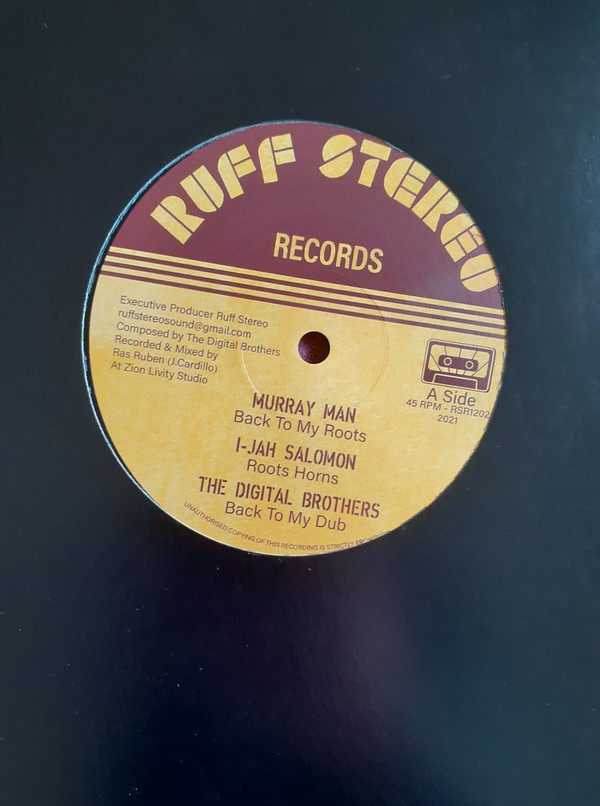 RUFF STEREO
RECORDS
Executive Producer Ruff Stereo
ruffstereosound@gmail.com
Composed by The Digital Brothers
Recorded & Mixed by
Ras Ruben (J.Cardillo)
At Zion Livity Studio
A Side
45 RPM - RSR1202
2021
MURRAY MAN
Back To My Roots
I-JAH SALOMON
Roots Horns
THE DIGITAL BROTHERS
Back To My Dub
UNAUTHORISED COPYING OF THIS RECORDING IS STRICTLY